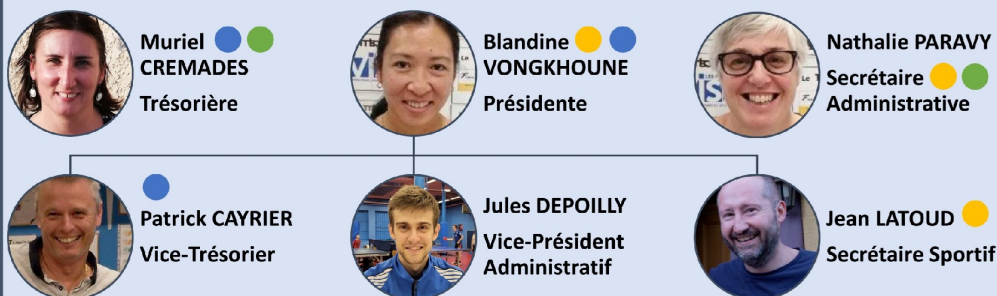 Muriel
CREMADES
Trésorière
Blandine
VONGKHOUNE
Présidente
Nathalie PARAVY
Secrétaire
Administrative
Patrick CAYRIER
Vice-Trésorier
Jules DEPOILLY
Vice-Président
Administratif
Jean LATOUD
Secrétaire Sportif